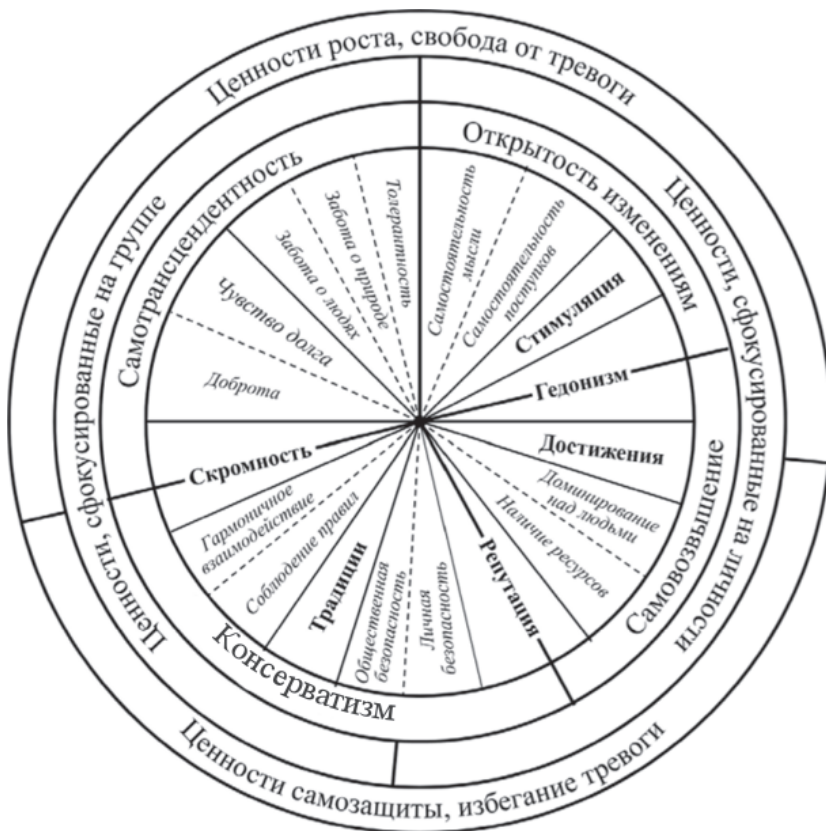 Ценности роста, свобода от тревоги
Ценности, сфокусированные на группе
Ценности, сфокусированные на личности
Ценности самозащиты, избегание тревоги
Самотрансцендентность
Открытость изменениям
Самовозвышение
Консерватизм
Самостоятельность
мысли
Самостоятельность
поступков
Стимуляция
Гедонизм
Достижения
Доминирование
над людьми
Наличие ресурсов
Репутация
Личная
безопасность
Общественная
безопасность
Традиции
Соблюдение правил
Гармоничное
взаимодействие
Скромность
Доброта
Чувство долга
Забота о людях
Забота о природе
Толерантность